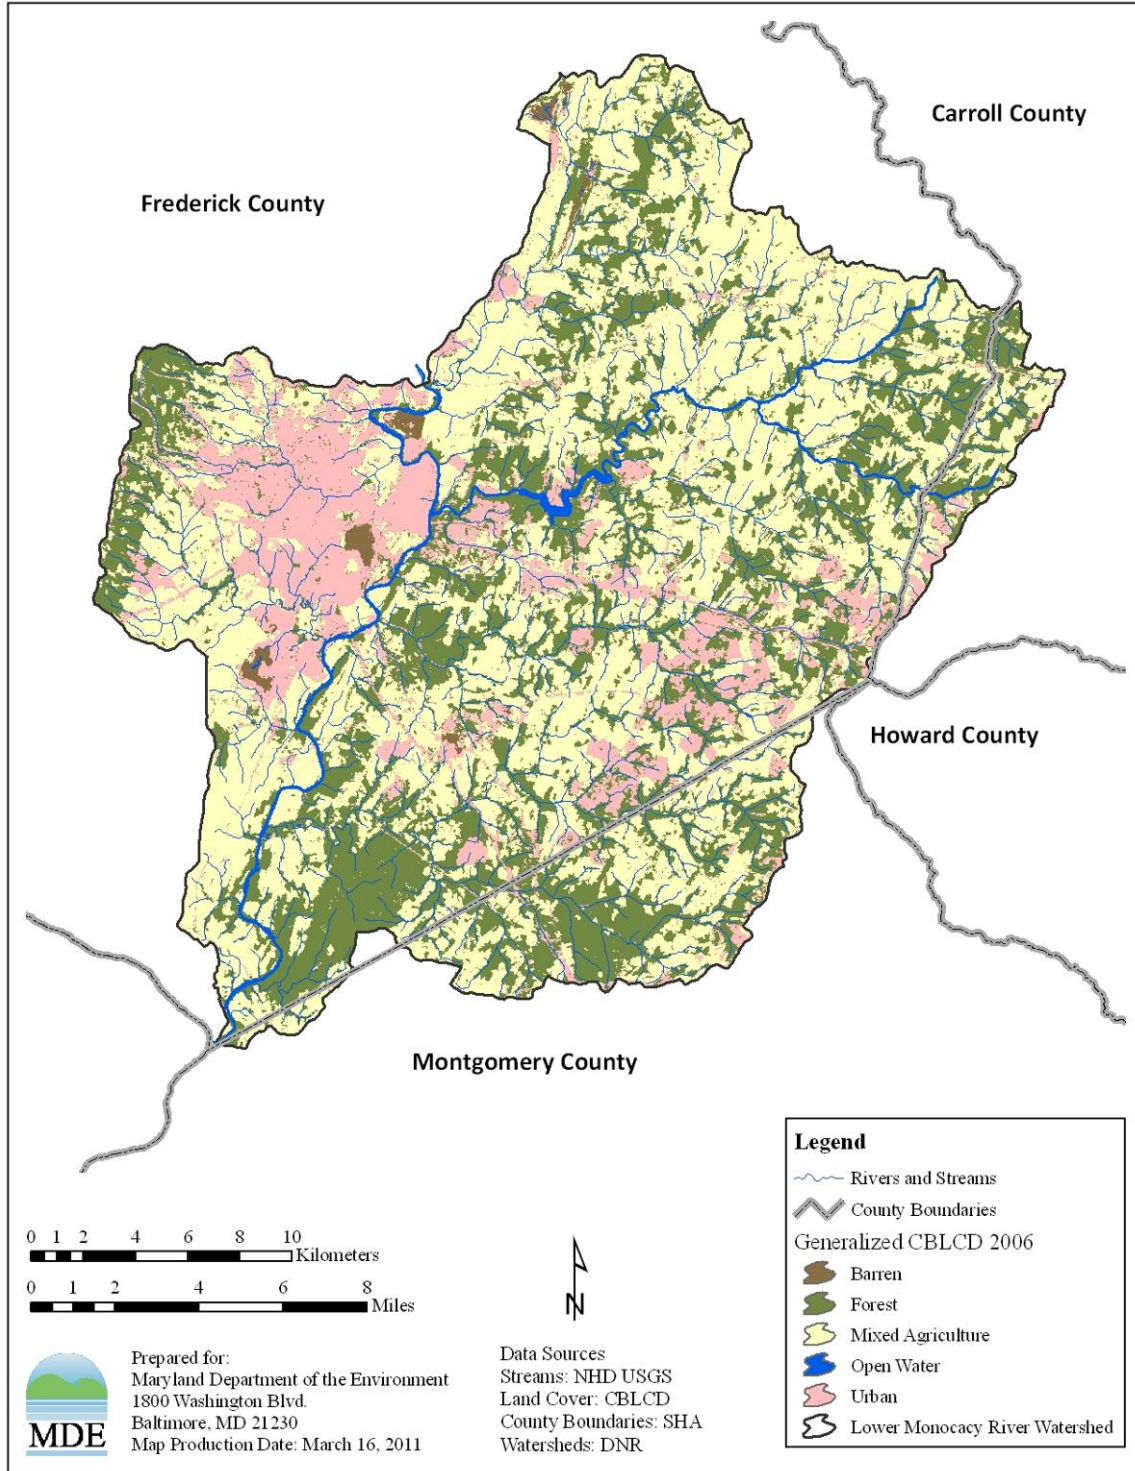 Carroll County
Frederick County
Howard County
Montgomery County
Legend
Rivers and Streams
County Boundaries
Generalized CBLCD 2006
Barren
Forest
Mixed Agriculture
Open Water
Urban
Lower Monocacy River Watershed
0 1 2 4 6 8 10
Kilometers
0 1 2 4 6 8
Miles
N
MDE
Prepared for:
Maryland Department of the Environment
1800 Washington Blvd.
Baltimore, MD 21230
Map Production Date: March 16, 2011
Data Sources
Streams: NHD USGS
Land Cover: CBLCD
County Boundaries: SHA
Watersheds: DNR